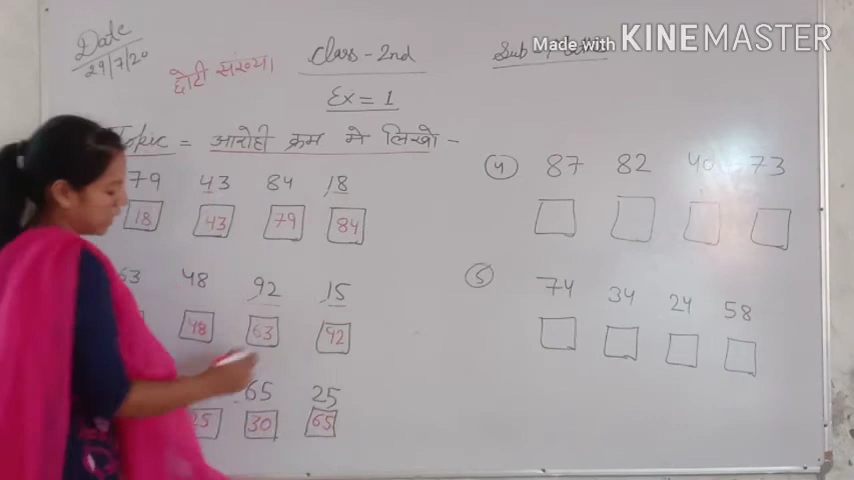 Date
29/7/20
छोटी संख्या
Class - 2nd
Sub
Made with KINEMASTER
Ex = 1
Topic = आरोही क्रम मे लिखो -
79 43 84 18
18 43 79 84
63 48 92 15
48 63 92
65 25
25 30 65
4 87 82 40 73
5 74 34 24 58